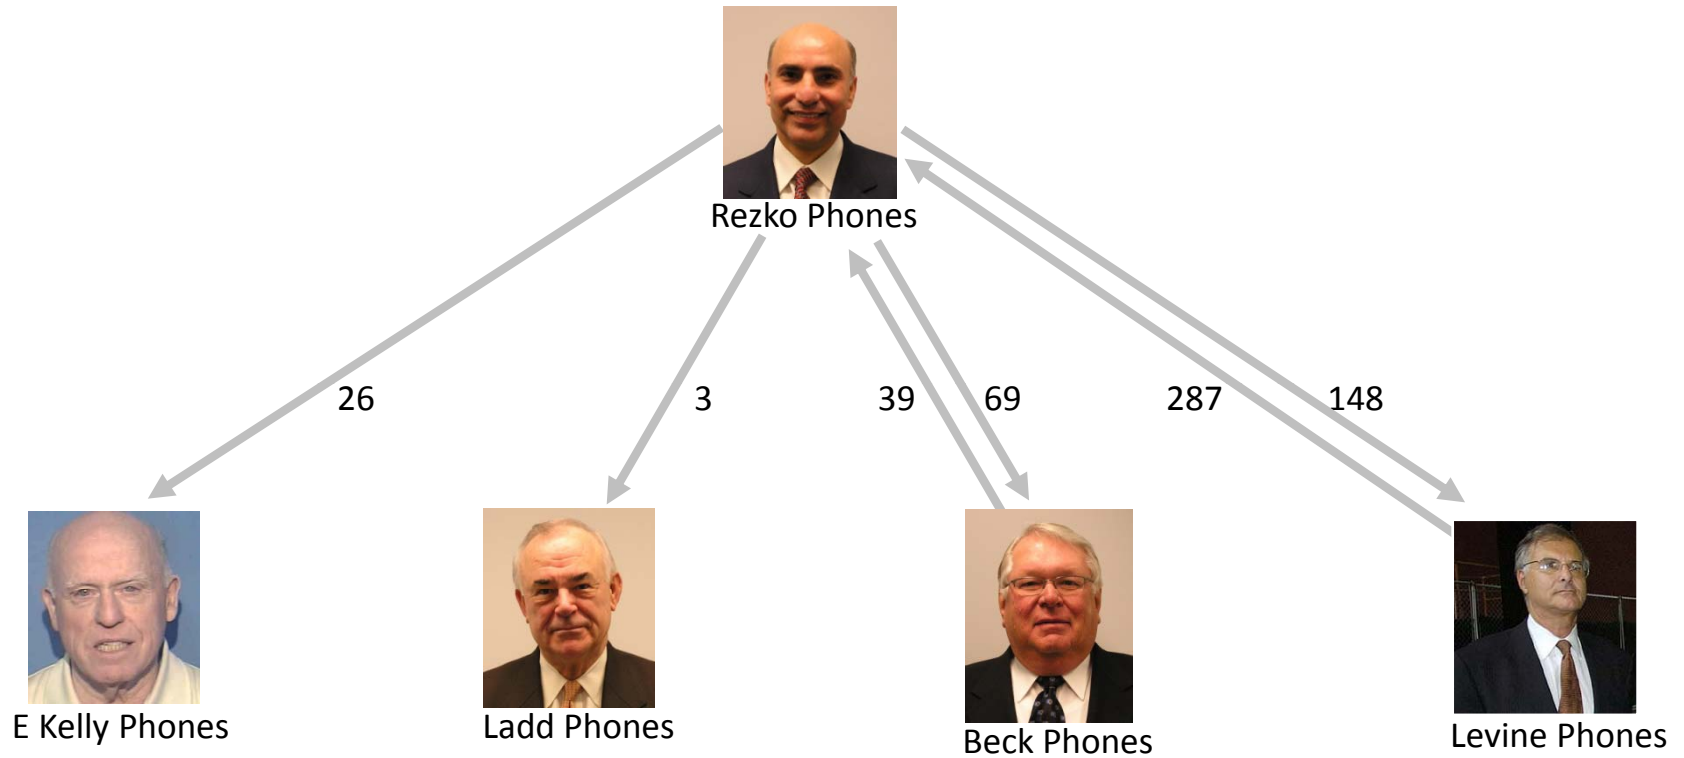 Rezko Phones
26
3
39
69
287
148
E Kelly Phones
Ladd Phones
Beck Phones
Levine Phones